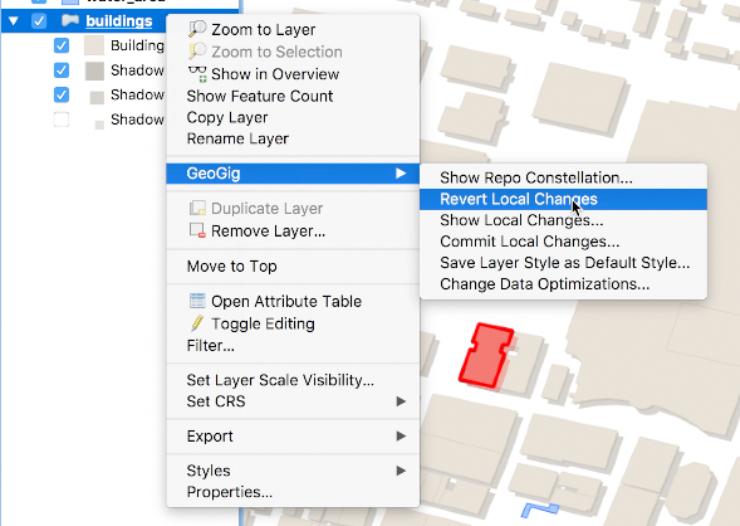 buildings
Building
Shadow
Shadow
Shadow
Zoom to Layer
Zoom to Selection
Show in Overview
Show Feature Count
Copy Layer
Rename Layer
GeoGig
Duplicate Layer
Remove Layer...
Move to Top
Open Attribute Table
Toggle Editing
Filter...
Set Layer Scale Visibility...
Set CRS
Export
Styles
Properties...
Show Repo Constellation...
Revert Local Changes
Show Local Changes...
Commit Local Changes...
Save Layer Style as Default Style...
Change Data Optimizations...